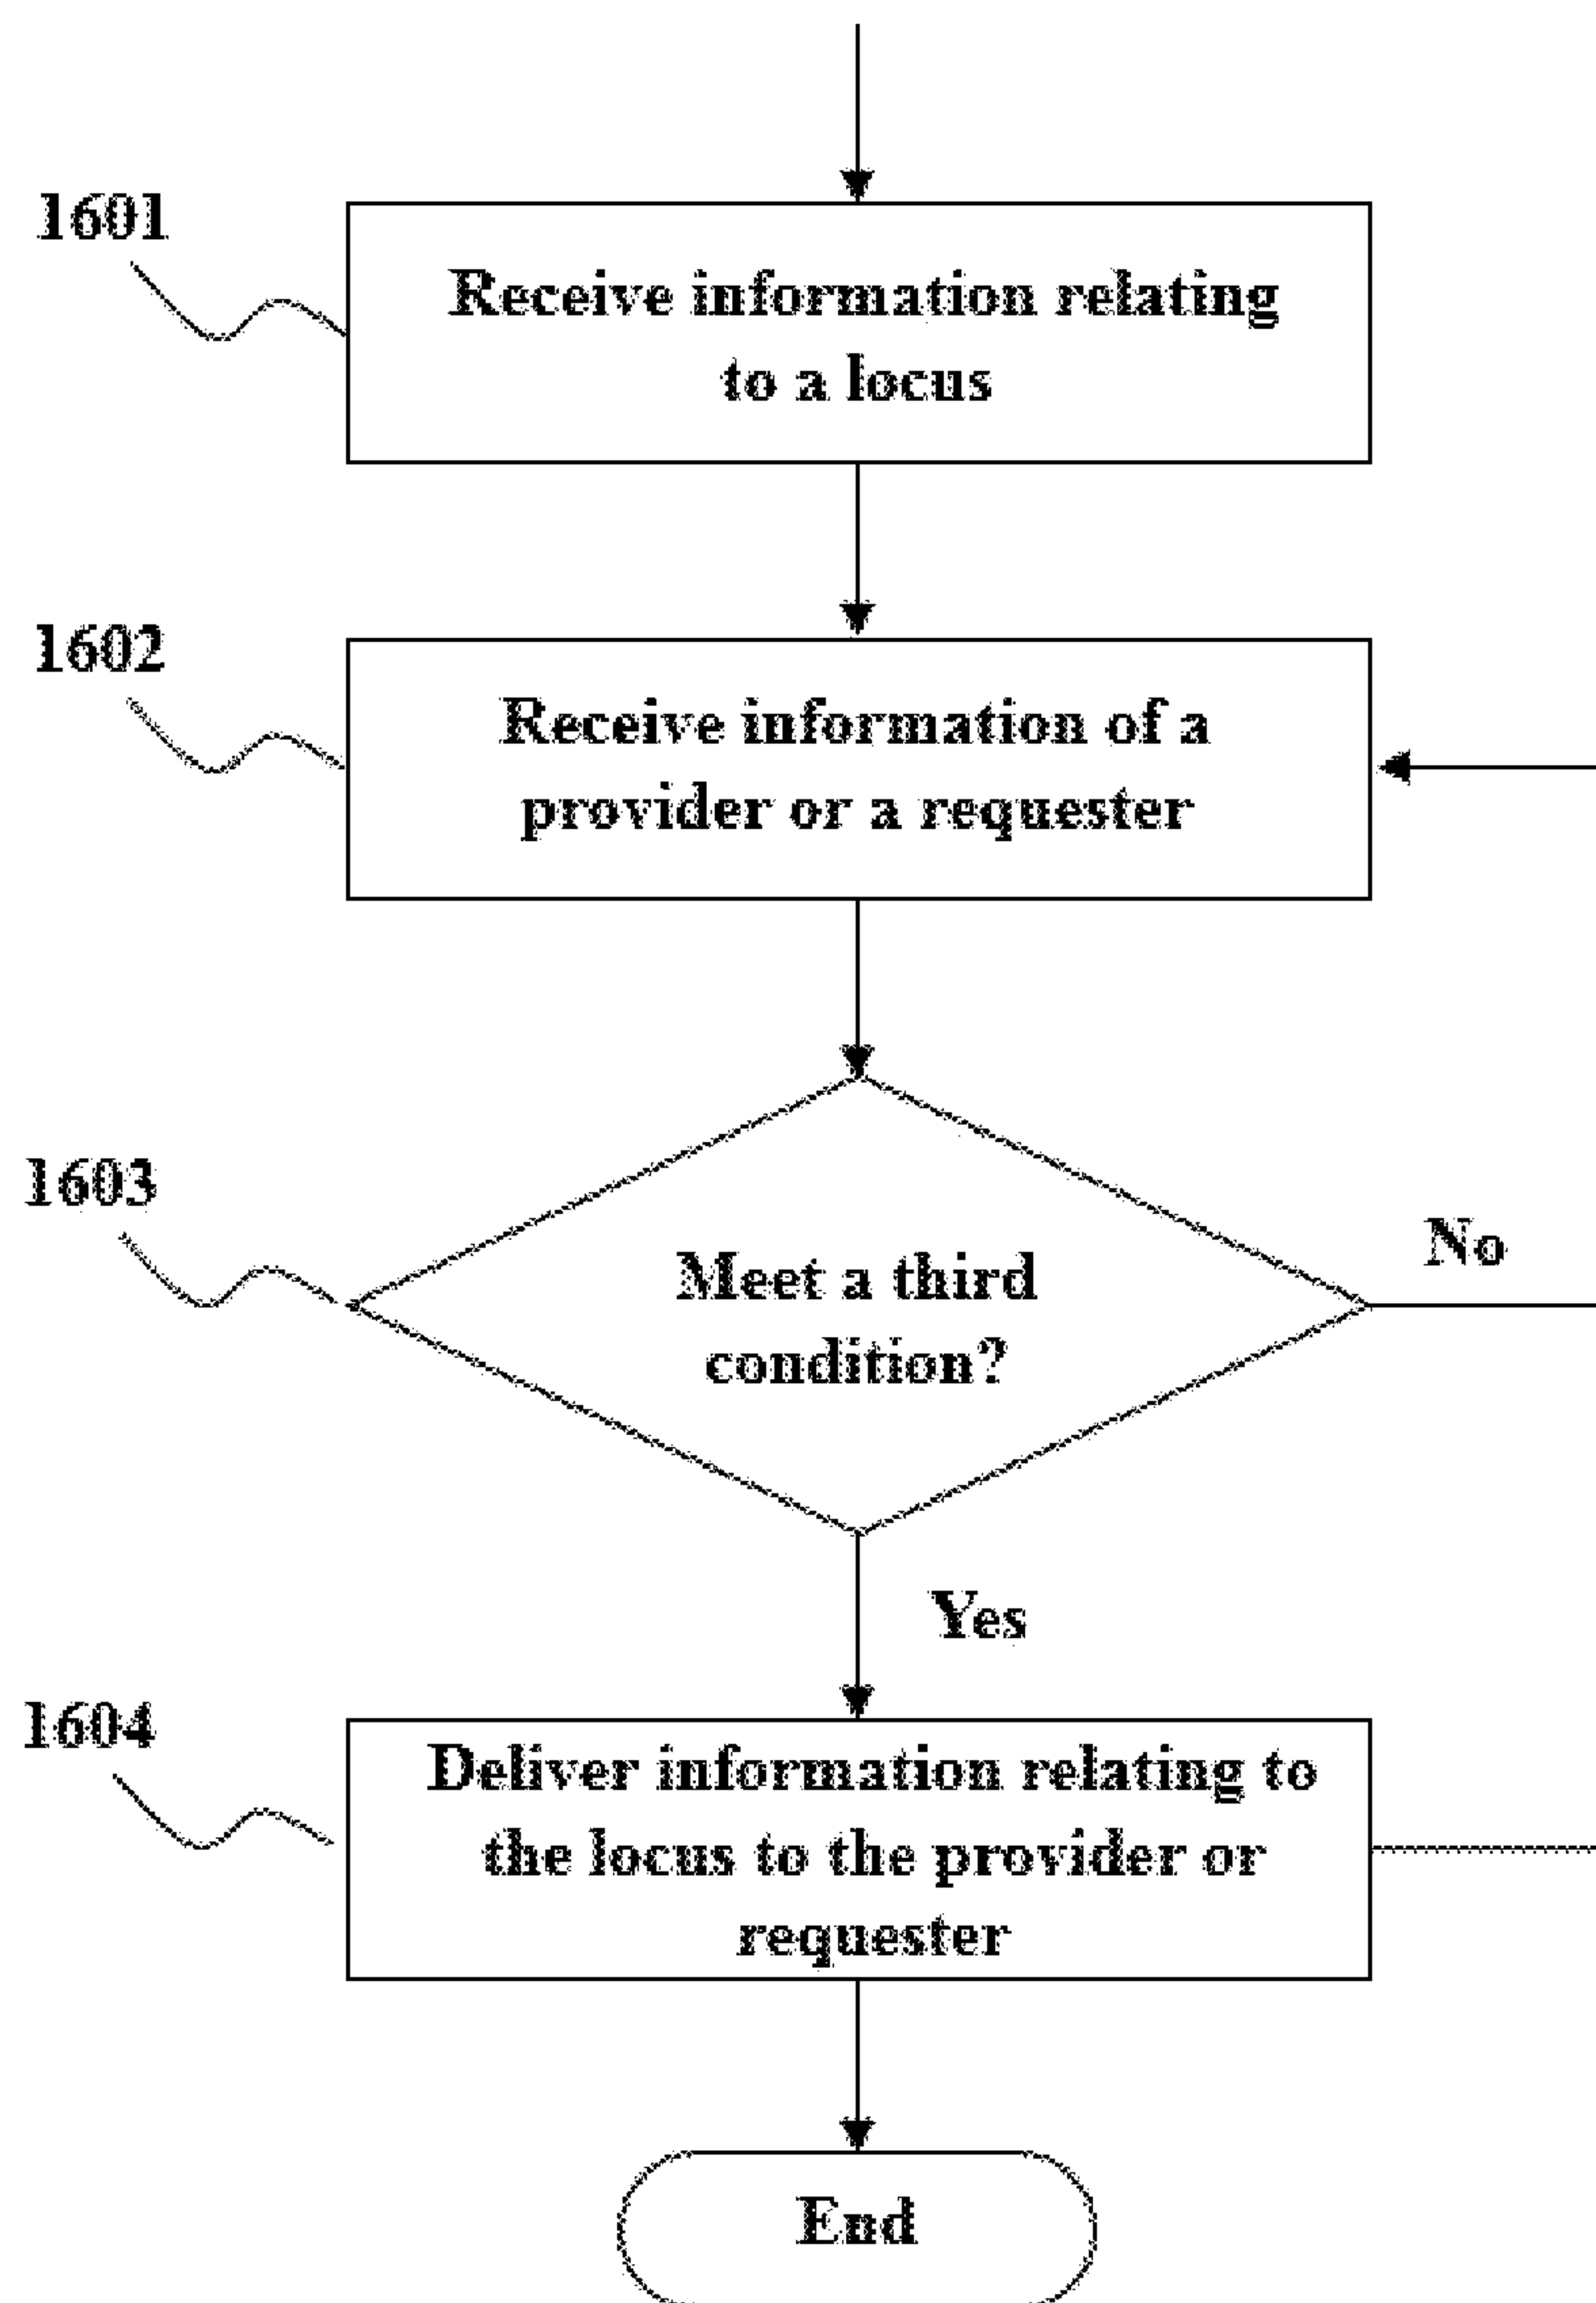 1601
Receive information relating
to a locus
1602
Receive information of a
provider or a requester
1603
Meet a third
condition?
No
Yes
1604
Deliver information relating to
the locus to the provider or
requester
End